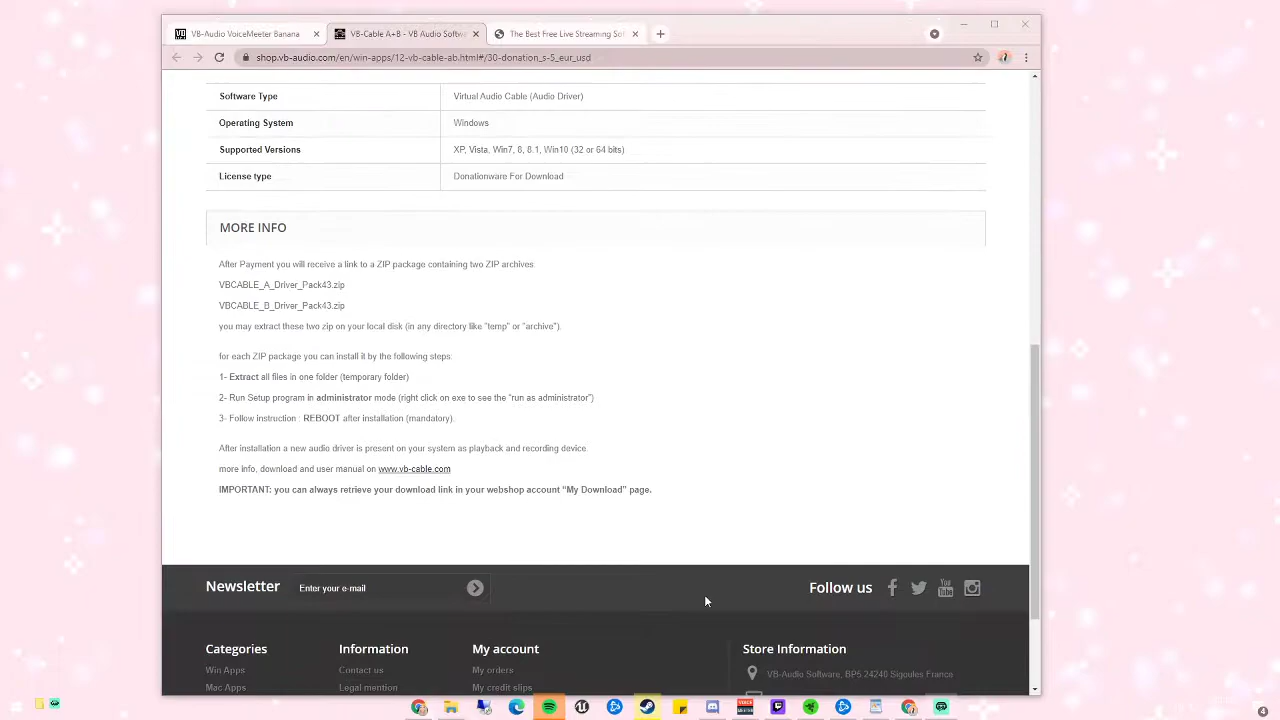 VB-Audio VoiceMeeter Banana
VB-Cable A+B - VB Audio Softwa
The Best Free Live Streaming Sof
shop.vb-audio.com/en/win-apps/12-vb-cable-ab.html#/30-donation_s-5_eur_usd
Software Type Virtual Audio Cable (Audio Driver)
Operating System Windows
Supported Versions XP, Vista, Win7, 8, 8.1, Win10 (32 or 64 bits)
License type Donationware For Download
MORE INFO
After Payment you will receive a link to a ZIP package containing two ZIP archives
VBCABLE_A_Driver_Pack43.zip
VBCABLE_B_Driver_Pack43.zip
you may extract these two zip on your local disk (in any directory like "temp" or "archive").
for each ZIP package you can install it by the following steps:
1- Extract all files in one folder (temporary folder)
2- Run Setup program in administrator mode (right click on exe to see the "run as administrator")
3- Follow instruction : REBOOT after installation (mandatory).
After installation a new audio driver is present on your system as playback and recording device.
more info, download and user manual on www.vb-cable.com
IMPORTANT: you can always retrieve your download link in your webshop account "My Download" page.
Newsletter Enter your e-mail Follow us
Categories Information My account Store Information
Win Apps Contact us My orders VB-Audio Software, BP5 24240 Sigoules France
Mac Apps Legal mention My credit slips
4